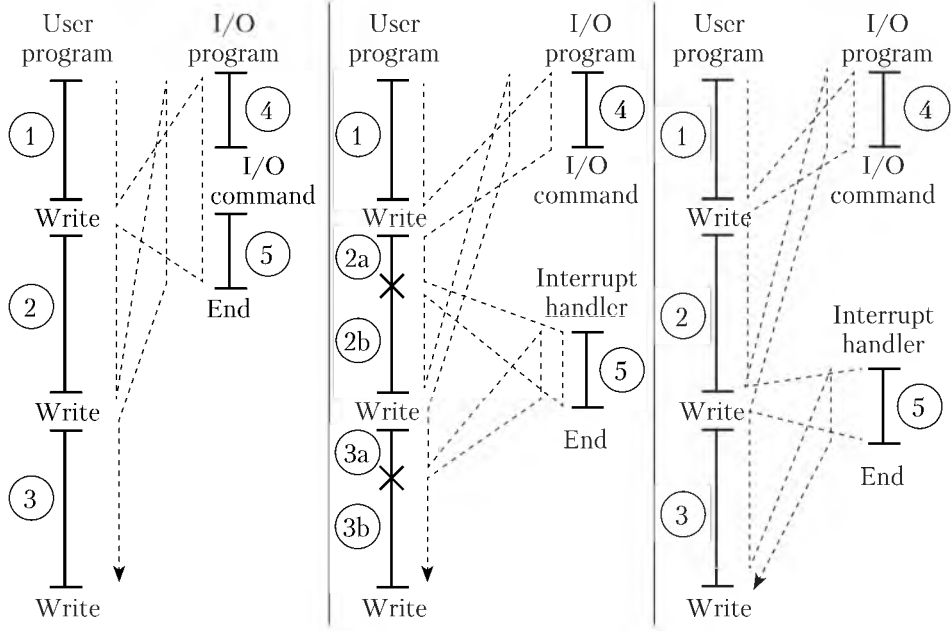 User
program
I/O
program
1
4
I/O
command
Write
5
2
End
Write
3
Write
User
program
I/O
program
1
4
I/O
command
Write
2a
Interrupt
handler
2b
5
Write
End
3a
3b
Write
User
program
I/O
program
1
4
I/O
command
Write
2
Interrupt
handler
5
Write
End
3
Write